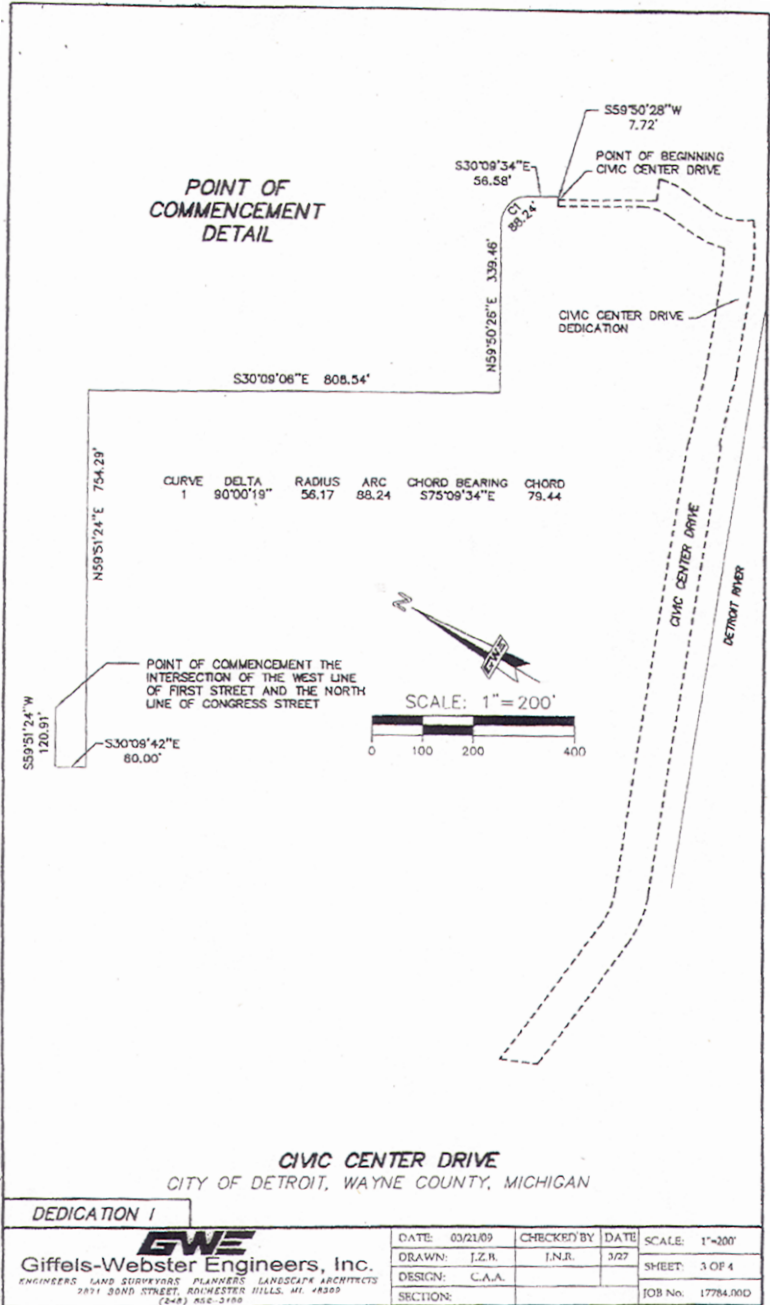 S59°50'28"W
7.72'
POINT OF BEGINNING
CIVIC CENTER DRIVE
S30°09'34"E
56.58'
POINT OF
COMMENCEMENT
DETAIL
C1
88.24'
N59°50'26"E 339.46'
CIVIC CENTER DRIVE
DEDICATION
S30°09'06"E 808.54'
N59°51'24"E 754.29'
CURVE DELTA RADIUS ARC CHORD BEARING CHORD
1 90°00'19" 56.17 88.24 S75°09'34"E 79.44
CIVIC CENTER DRIVE
DETROIT RIVER
N
GWE
POINT OF COMMENCEMENT THE
INTERSECTION OF THE WEST LINE
OF FIRST STREET AND THE NORTH
LINE OF CONGRESS STREET
S59°51'24"W
120.91'
S30°09'42"E
60.00'
SCALE: 1"=200'
0 100 200 400
CIVIC CENTER DRIVE
CITY OF DETROIT, WAYNE COUNTY, MICHIGAN
DEDICATION 1
GWE
Giffels-Webster Engineers, Inc.
ENGINEERS LAND SURVEYORS PLANNERS LANDSCAPE ARCHITECTS
2871 BOND STREET, ROCHESTER HILLS, MI. 48309
(248) 852-3100
DATE: 03/21/09 CHECKED BY DATE SCALE: 1"=200'
DRAWN: J.Z.R. J.N.R. 3/27
SHEET: 3 OF 4
DESIGN: C.A.A.
SECTION:
JOB No. 17784.00D